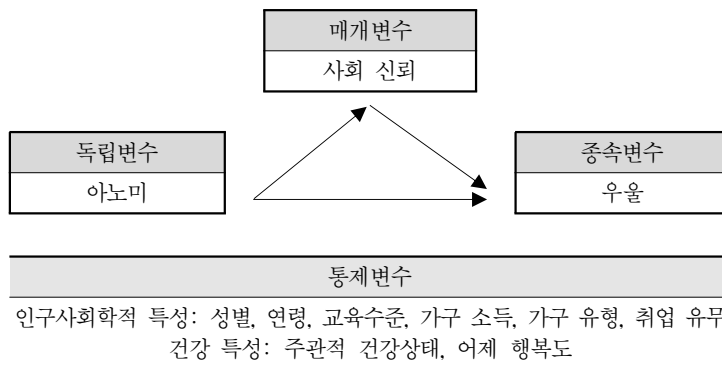 매개변수
사회 신뢰
독립변수
종속변수
아노미
우울
통제변수
인구사회학적 특성: 성별, 연령, 교육수준, 가구 소득, 가구 유형, 취업 유무
건강 특성: 주관적 건강상태, 어제 행복도